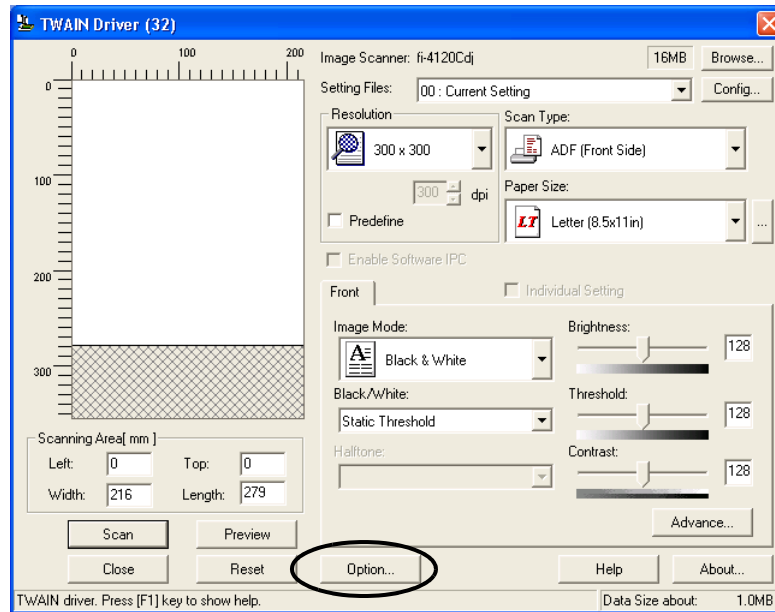 TWAIN Driver (32)
0 100 200
Image Scanner: fi-4120Cdj 16MB Browse...
Setting Files: 00 : Current Setting Config...
Resolution
Scan Type:
300 x 300
ADF (Front Side)
300 dpi
Paper Size:
Predefine
LT Letter (8.5x11in) ...
Enable Software IPC
Front
Individual Setting
0
100
200
300
Image Mode:
A Black & White
Brightness:
128
Black/White:
Static Threshold
Threshold:
128
Halftone:
Contrast:
128
Advance...
Scanning Area[ mm ]
Left: 0 Top: 0
Width: 216 Length: 279
Scan Preview
Close Reset Option... Help About...
TWAIN driver. Press [F1] key to show help. Data Size about: 1.0MB